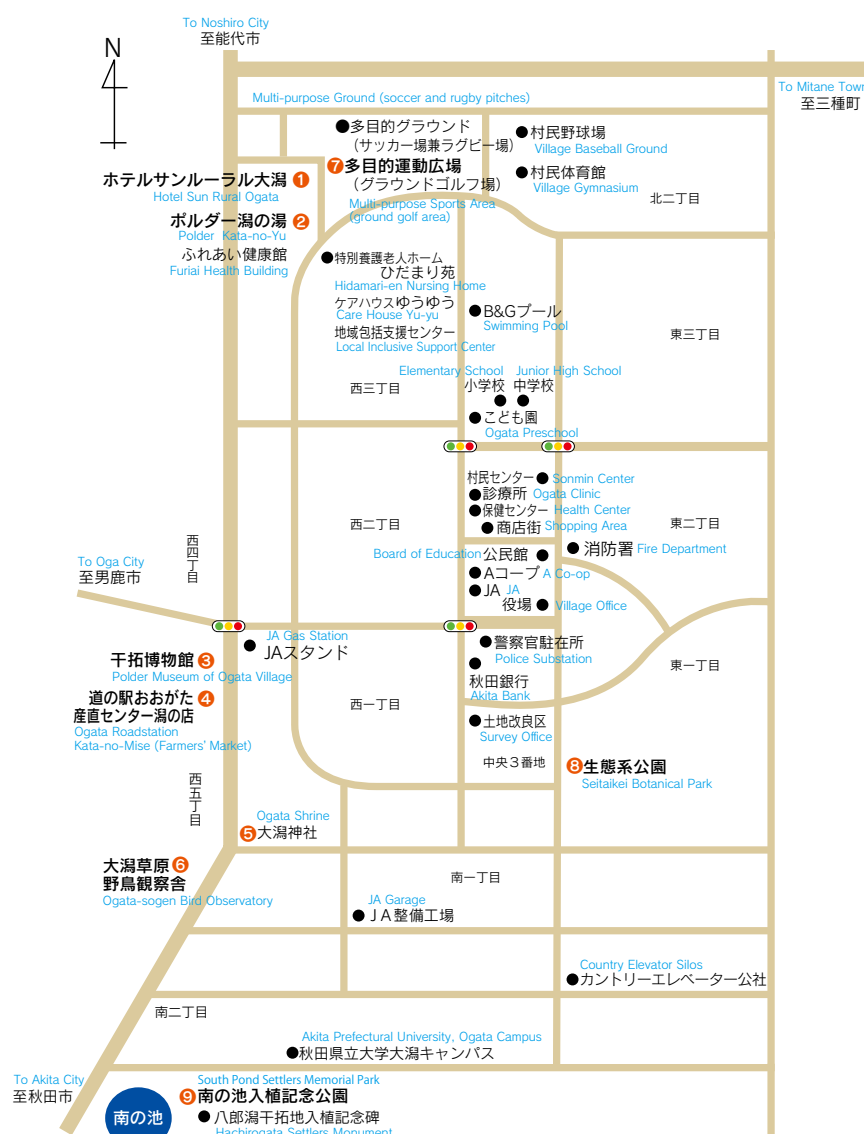 To Noshiro City
至能代市
N
To Mitane Town
至三種町
Multi-purpose Ground (soccer and rugby pitches)
●多目的グラウンド
(サッカー場兼ラグビー場)
●村民野球場
Village Baseball Ground
❼多目的運動広場
(グラウンドゴルフ場)
Multi-purpose Sports Area
(ground golf area)
●村民体育館
Village Gymnasium
北二丁目
ホテルサンルーラル大潟 ❶
Hotel Sun Rural Ogata
ポルダー潟の湯 ❷
Polder Kata-no-Yu
ふれあい健康館
Furiai Health Building
●特別養護老人ホーム
ひだまり苑
Hidamari-en Nursing Home
ケアハウスゆうゆう
Care House Yu-yu
地域包括支援センター
Local Inclusive Support Center
●B&Gプール
Swimming Pool
東三丁目
Elementary School
Junior High School
小学校 中学校
西三丁目
●こども園
Ogata Preschool
村民センター● Sonmin Center
●診療所 Ogata Clinic
●保健センター Health Center
●商店街 Shopping Area
西二丁目
東二丁目
西四丁目
Board of Education 公民館 ●
●消防署 Fire Department
●Aコープ A Co-op
●JA JA
役場 ● Village Office
To Oga City
至男鹿市
JA Gas Station
●JAスタンド
●警察官駐在所
Police Substation
干拓博物館 ❸
Polder Museum of Ogata Village
●秋田銀行
Akita Bank
東一丁目
道の駅おおがた ❹
産直センター潟の店
Ogata Roadstation
Kata-no-Mise (Farmers' Market)
西一丁目
●土地改良区
Survey Office
中央3番地
❽生態系公園
Seitaikei Botanical Park
西五丁目
Ogata Shrine
❺大潟神社
大潟草原 ❻
野鳥観察舎
Ogata-sogen Bird Observatory
南一丁目
JA Garage
●JA整備工場
Country Elevator Silos
●カントリーエレベーター公社
南二丁目
Akita Prefectural University, Ogata Campus
●秋田県立大学大潟キャンパス
To Akita City
至秋田市
南の池
South Pond Settlers Memorial Park
❾南の池入植記念公園
●八郎潟干拓地入植記念碑
Hachirogata Settlers Monument